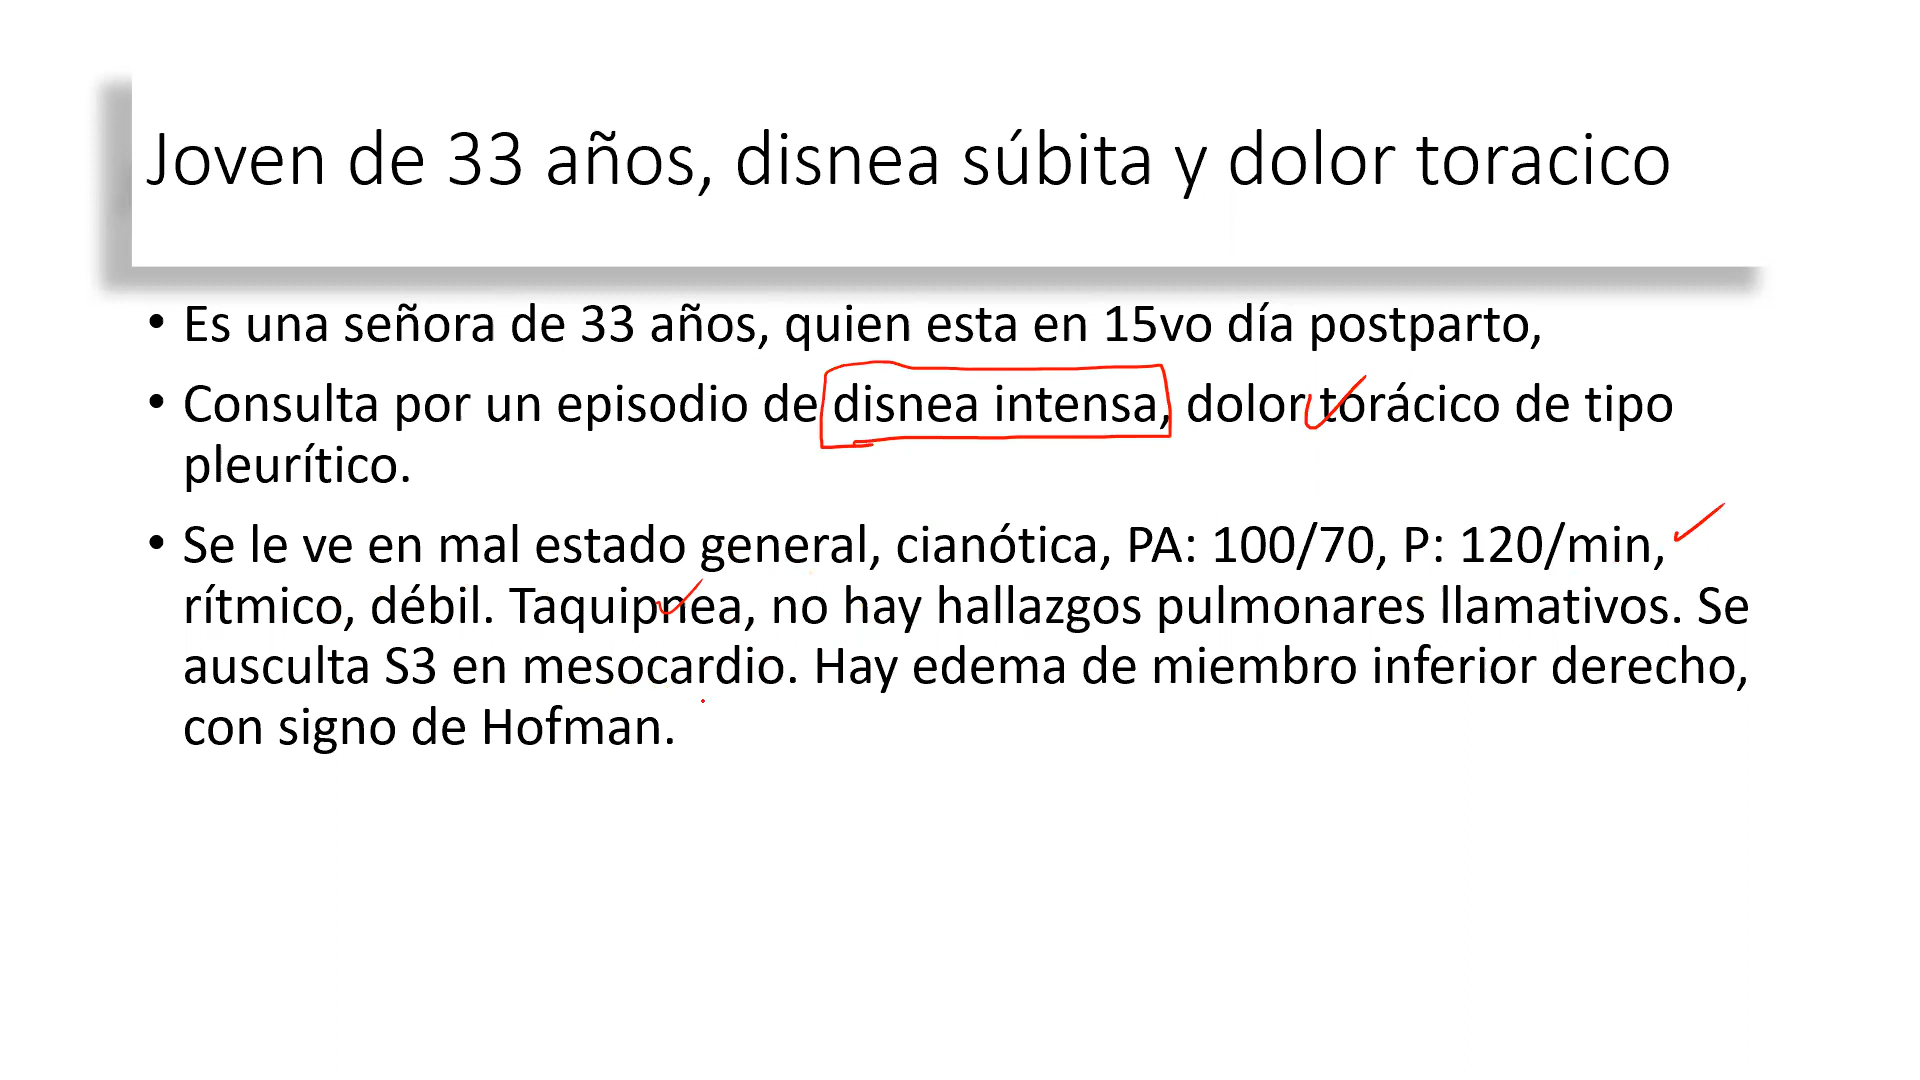 Joven de 33 años, disnea súbita y dolor toracico
• Es una señora de 33 años, quien esta en 15vo día postparto,
• Consulta por un episodio de disnea intensa, dolor torácico de tipo
pleurítico.
• Se le ve en mal estado general, cianótica, PA: 100/70, P: 120/min,
rítmico, débil. Taquipnea, no hay hallazgos pulmonares llamativos. Se
ausculta S3 en mesocardio. Hay edema de miembro inferior derecho,
con signo de Hofman.